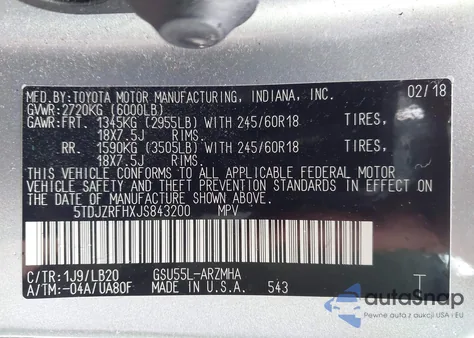 MFD.BY:TOYOTA MOTOR MANUFACTURING, INDIANA, INC. 02/18
GVWR:2720KG (6000LB)
GAWR:FRT. 1345KG (2955LB) WITH 245/60R18 TIRES,
18X7.5J RIMS.
RR. 1590KG (3505LB) WITH 245/60R18 TIRES,
18X7.5J RIMS.
THIS VEHICLE CONFORMS TO ALL APPLICABLE FEDERAL MOTOR
VEHICLE SAFETY AND BUMPER STANDARDS IN EFFECT ON THE DATE OF
MANUFACTURE SHOWN ABOVE.
5TDJZRFHXJS843200 MPV
C/TR:1J9/LB20 GSU55L-ARZMHA T
A/TM:-04A/UA80F MADE IN U.S.A. 543
autoSnap
Pewne auta z aukcji USA i EU